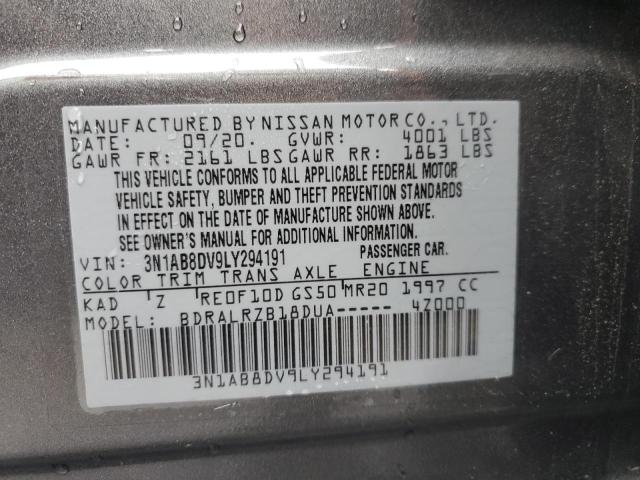 MANUFACTURED BY NISSAN MOTOR CO., LTD.
DATE: 09/20. GVWR: 4001 LBS
GAWR FR: 2161 LBS GAWR RR: 1863 LBS
THIS VEHICLE CONFORMS TO ALL APPLICABLE FEDERAL MOTOR
VEHICLE SAFETY, BUMPER AND THEFT PREVENTION STANDARDS
IN EFFECT ON THE DATE OF MANUFACTURE SHOWN ABOVE.
SEE OWNER'S MANUAL FOR ADDITIONAL INFORMATION.
VIN: 3N1AB8DV9LY294191 PASSENGER CAR.
COLOR TRIM TRANS AXLE ENGINE
KAD Z RE0F10D GS50 MR20 1997 CC
MODEL: BDRALRZB18DUA----- 4Z000
3N1AB8DV9LY294191